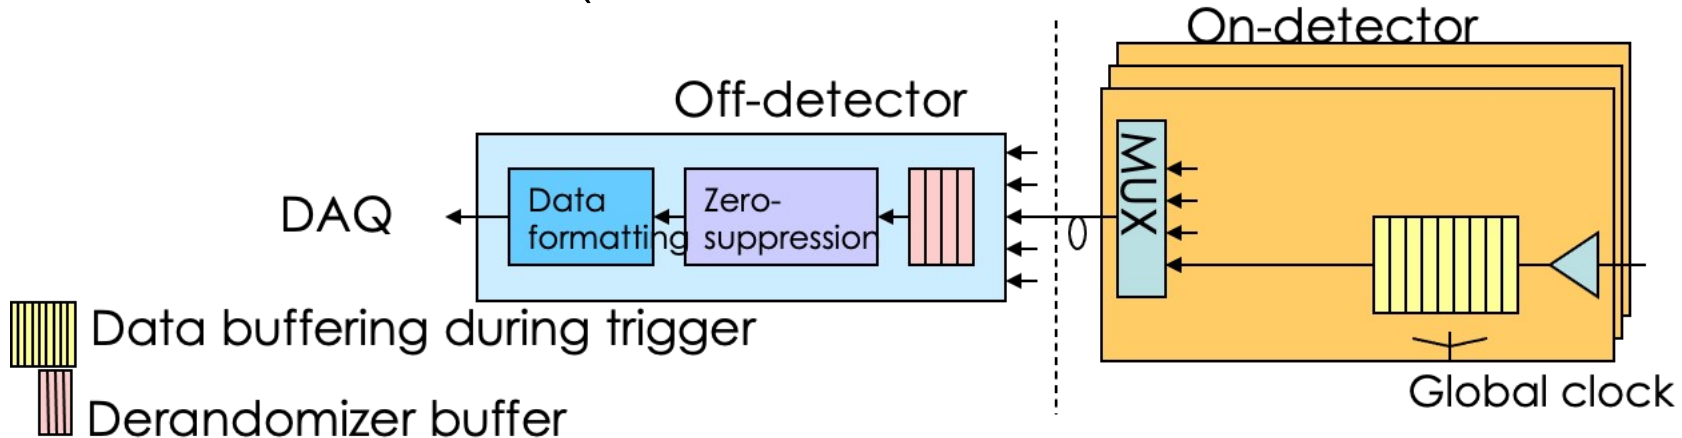 On-detector
Off-detector
MUX
DAQ
Data
formatting
Zero-
suppression
Data buffering during trigger
Derandomizer buffer
Global clock